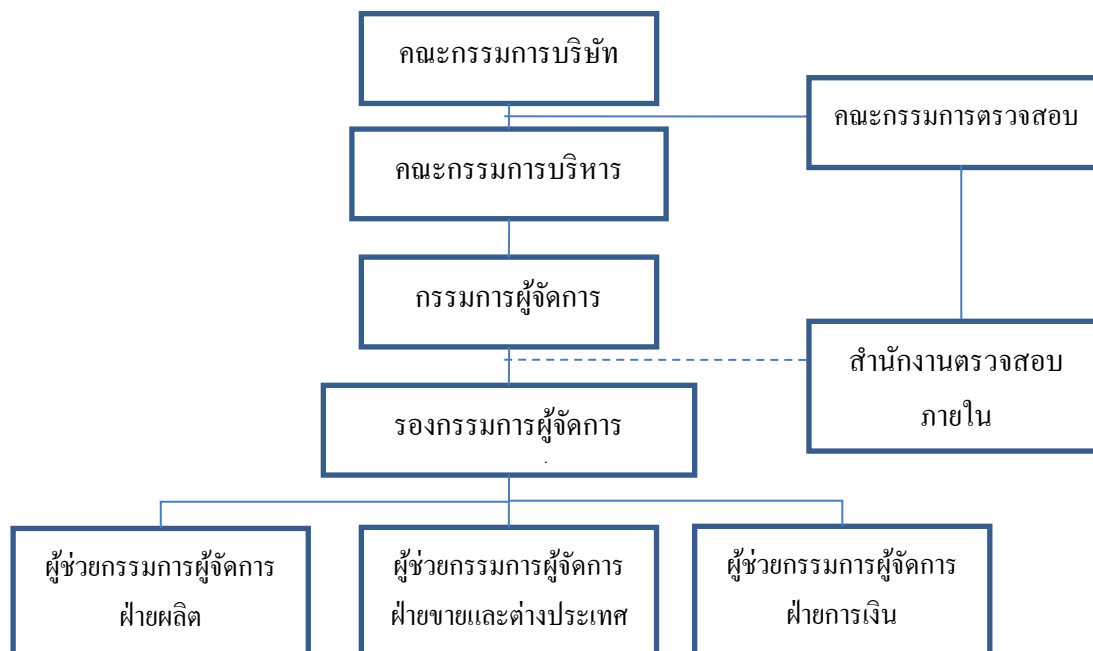 คณะกรรมการบริษัท
คณะกรรมการตรวจสอบ
คณะกรรมการบริหาร
กรรมการผู้จัดการ
สำนักงานตรวจสอบ
ภายใน
รองกรรมการผู้จัดการ
ผู้ช่วยกรรมการผู้จัดการ
ฝ่ายผลิต
ผู้ช่วยกรรมการผู้จัดการ
ฝ่ายขายและต่างประเทศ
ผู้ช่วยกรรมการผู้จัดการ
ฝ่ายการเงิน